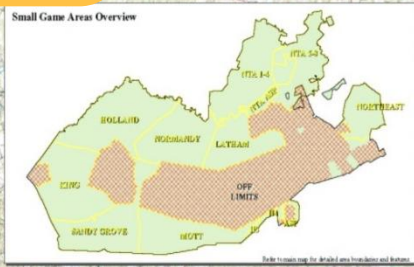 Small Game Areas Overview
NTA 5-8
NTA 1-4
NORTHEAST
HOLLAND
NORMANDY
LATHAM
KING
OFF
LIMITS
SANDY GROVE
MOTT
Refer to main map for detailed area boundaries and features